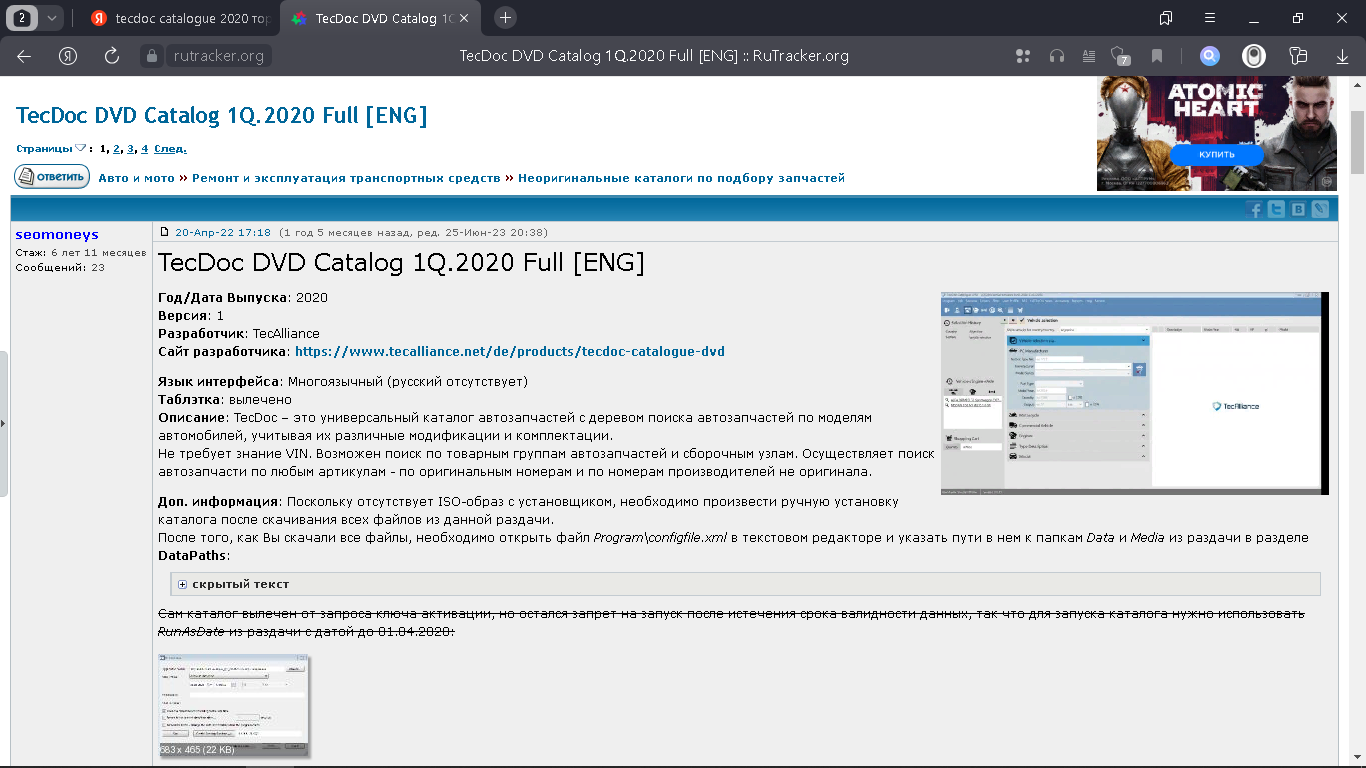 2
tecdoc catalogue 2020 тор
TecDoc DVD Catalog 1Q
rutracker.org
TecDoc DVD Catalog 1Q.2020 Full [ENG] :: RuTracker.org
7
TecDoc DVD Catalog 1Q.2020 Full [ENG]
ATOMIC
HEART
КУПИТЬ
Страницы : 1, 2, 3, 4 След.
ОТВЕТИТЬ
Авто и мото » Ремонт и эксплуатация транспортных средств » Неоригинальные каталоги по подбору запчастей
seomoneys
Стаж: 6 лет 11 месяцев
Сообщений: 23
20-Апр-22 17:18 (1 год 5 месяцев назад, ред. 25-Июн-23 20:38)
TecDoc DVD Catalog 1Q.2020 Full [ENG]
Год/Дата Выпуска: 2020
Версия: 1
Разработчик: TecAlliance
Сайт разработчика: https://www.tecalliance.net/de/products/tecdoc-catalogue-dvd
Язык интерфейса: Многоязычный (русский отсутствует)
Таблэтка: вылечено
Описание: TecDoc – это универсальный каталог автозапчастей с деревом поиска автозапчастей по моделям
автомобилей, учитывая их различные модификации и комплектации.
Не требует знание VIN. Возможен поиск по товарным группам автозапчастей и сборочным узлам. Осуществляет поиск
автозапчасти по любым артикулам - по оригинальным номерам и по номерам производителей не оригинала.
TecAlliance
Доп. информация: Поскольку отсутствует ISO-образ с установщиком, необходимо произвести ручную установку
каталога после скачивания всех файлов из данной раздачи.
После того, как Вы скачали все файлы, необходимо открыть файл Program\configfile.xml в текстовом редакторе и указать пути в нем к папкам Data и Media из раздачи в разделе
DataPaths:
скрытый текст
Сам каталог вылечен от запроса ключа активации, но остался запрет на запуск после истечения срока валидности данных, так что для запуска каталога нужно использовать
RunAsDate из раздачи с датой до 01.04.2020:
683 x 465 (22 KB)